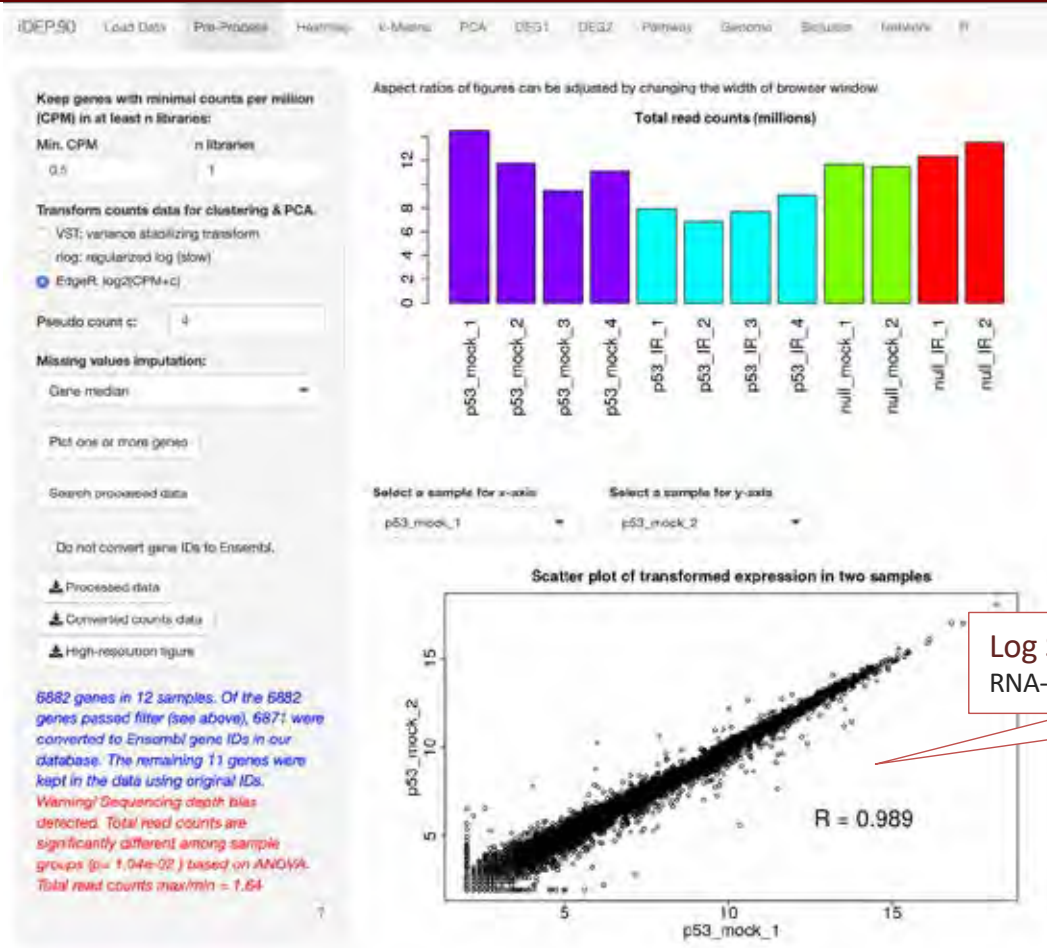 iDEP.90 Load Data Pre-Process Heatmap k-Means PCA DEG1 DEG2 Pathway Genome Bicluster Network R
Keep genes with minimal counts per million
(CPM) in at least n libraries:
Min. CPM n libraries
0.5 1
Transform counts data for clustering & PCA.
VST: variance stabilizing transform
rlog: regularized log (slow)
EdgeR: log2(CPM+c)
Pseudo count c: 4
Missing values imputation:
Gene median
Plot one or more genes
Search processed data
Do not convert gene IDs to Ensembl.
Processed data
Converted counts data
High-resolution figure
6882 genes in 12 samples. Of the 6882
genes passed filter (see above), 6871 were
converted to Ensembl gene IDs in our
database. The remaining 11 genes were
kept in the data using original IDs.
Warning! Sequencing depth bias
detected. Total read counts are
significantly different among sample
groups (p= 1.04e-02 ) based on ANOVA.
Total read counts max/min = 1.64
?
Aspect ratios of figures can be adjusted by changing the width of browser window.
Total read counts (millions)
12
8
6
4
2
0
p53_mock_1
p53_mock_2
p53_mock_3
p53_mock_4
p53_IR_1
p53_IR_2
p53_IR_3
p53_IR_4
null_mock_1
null_mock_2
null_IR_1
null_IR_2
Select a sample for x-axis Select a sample for y-axis
p53_mock_1 p53_mock_2
Scatter plot of transformed expression in two samples
15
10
5
p53_mock_2
R = 0.989
5 10 15
p53_mock_1
Log
RNA-